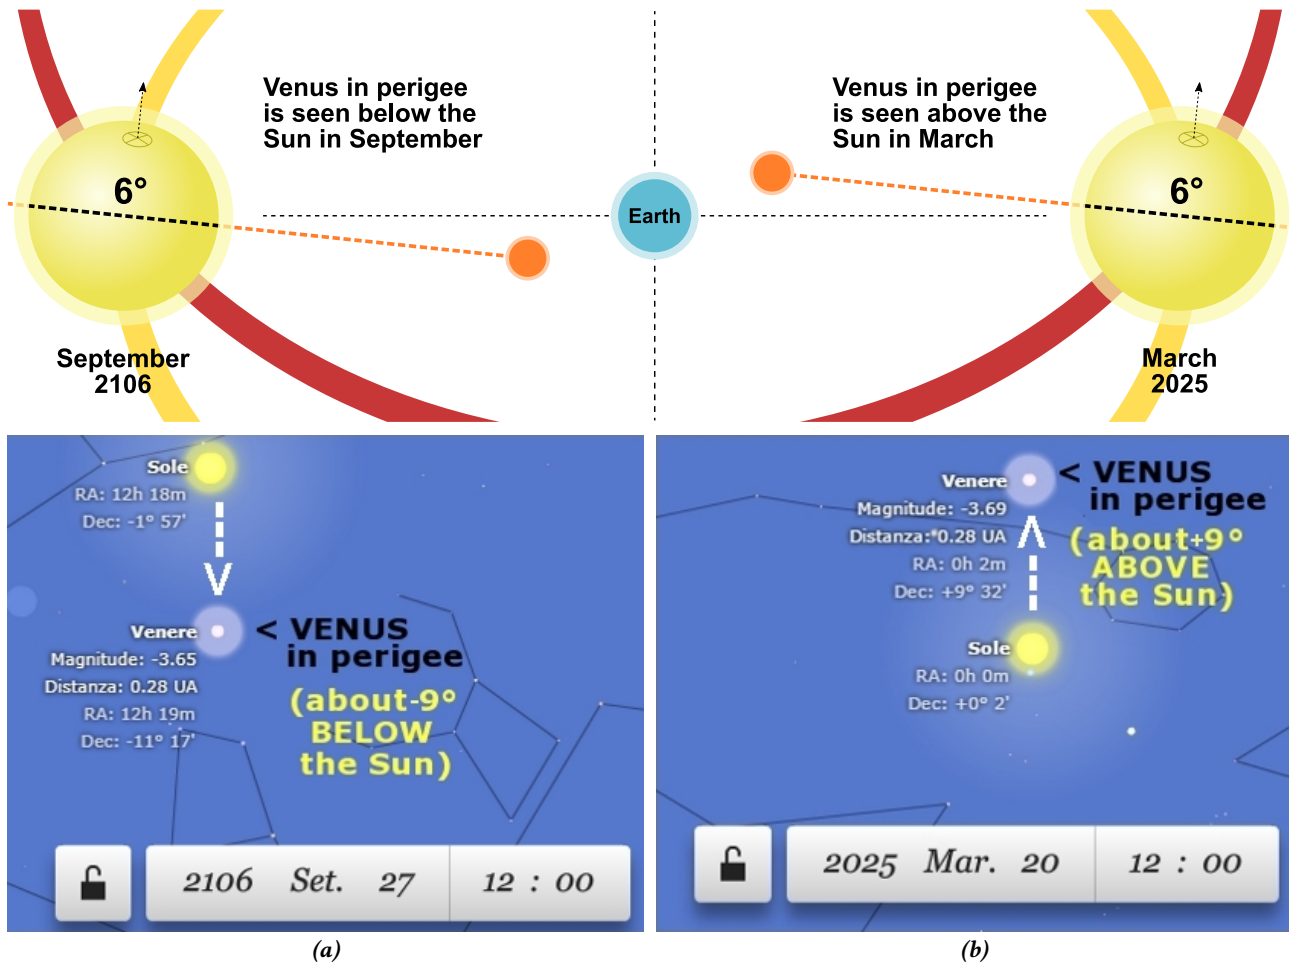 Venus in perigee
is seen below the
Sun in September
Venus in perigee
is seen above the
Sun in March
6°
Earth
6°
September
2106
March
2025
Sole
RA: 12h 18m
Dec: -1° 57'
Venere
Magnitude: -3.65
Distanza: 0.28 UA
RA: 12h 19m
Dec: -11° 17'
< VENUS
in perigee
(about-9°
BELOW
the Sun)
2106 Set. 27 12 : 00
(a)
Venere
Magnitude: -3.69
Distanza: 0.28 UA
RA: 0h 2m
Dec: +9° 32'
< VENUS
in perigee
(about+9°
ABOVE
the Sun)
Sole
RA: 0h 0m
Dec: +0° 2'
2025 Mar. 20 12 : 00
(b)